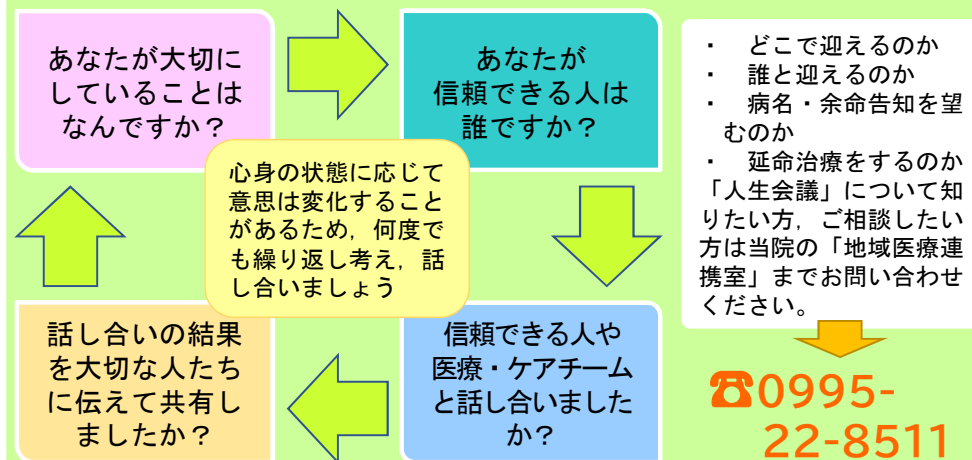 あなたが大切に
していることは
なんですか？
あなたが
信頼できる人は
誰ですか？
心身の状態に応じて
意思は変化すること
があるため，何度で
も繰り返し考え，話
し合いましょう
信頼できる人や
医療・ケアチーム
と話し合いました
か？
話し合いの結果
を大切な人たち
に伝えて共有し
ましたか？
・　どこで迎えるのか
・　誰と迎えるのか
・　病名・余命告知を望
むのか
・　延命治療をするのか
「人生会議」について知
りたい方，ご相談したい
方は当院の「地域医療連
携室」までお問い合わせ
ください。
☎0995-
22-8511